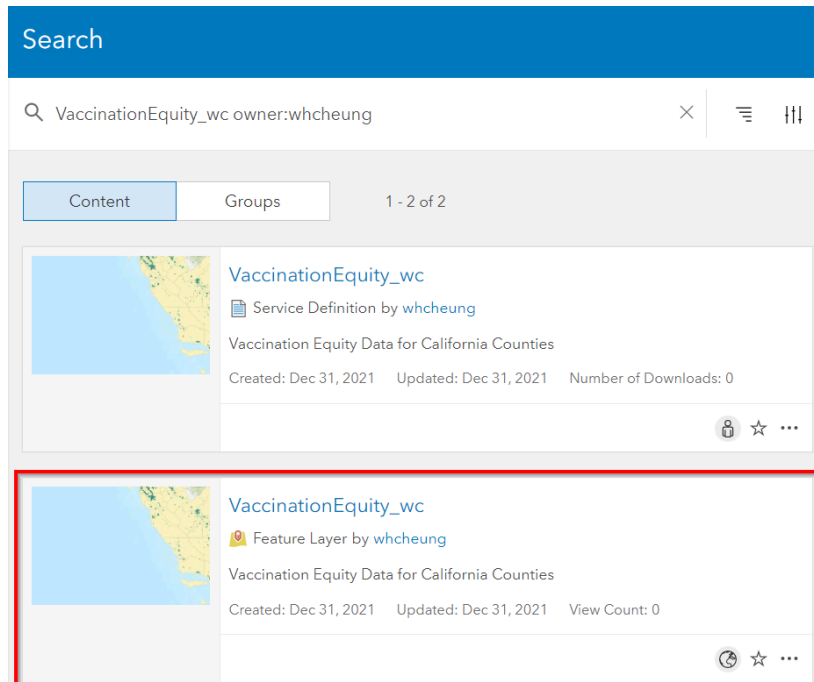 Search
VaccinationEquity_wc owner:whcheung
Content Groups 1 - 2 of 2
VaccinationEquity_wc
Service Definition by whcheung
Vaccination Equity Data for California Counties
Created: Dec 31, 2021 Updated: Dec 31, 2021 Number of Downloads: 0
VaccinationEquity_wc
Feature Layer by whcheung
Vaccination Equity Data for California Counties
Created: Dec 31, 2021 Updated: Dec 31, 2021 View Count: 0